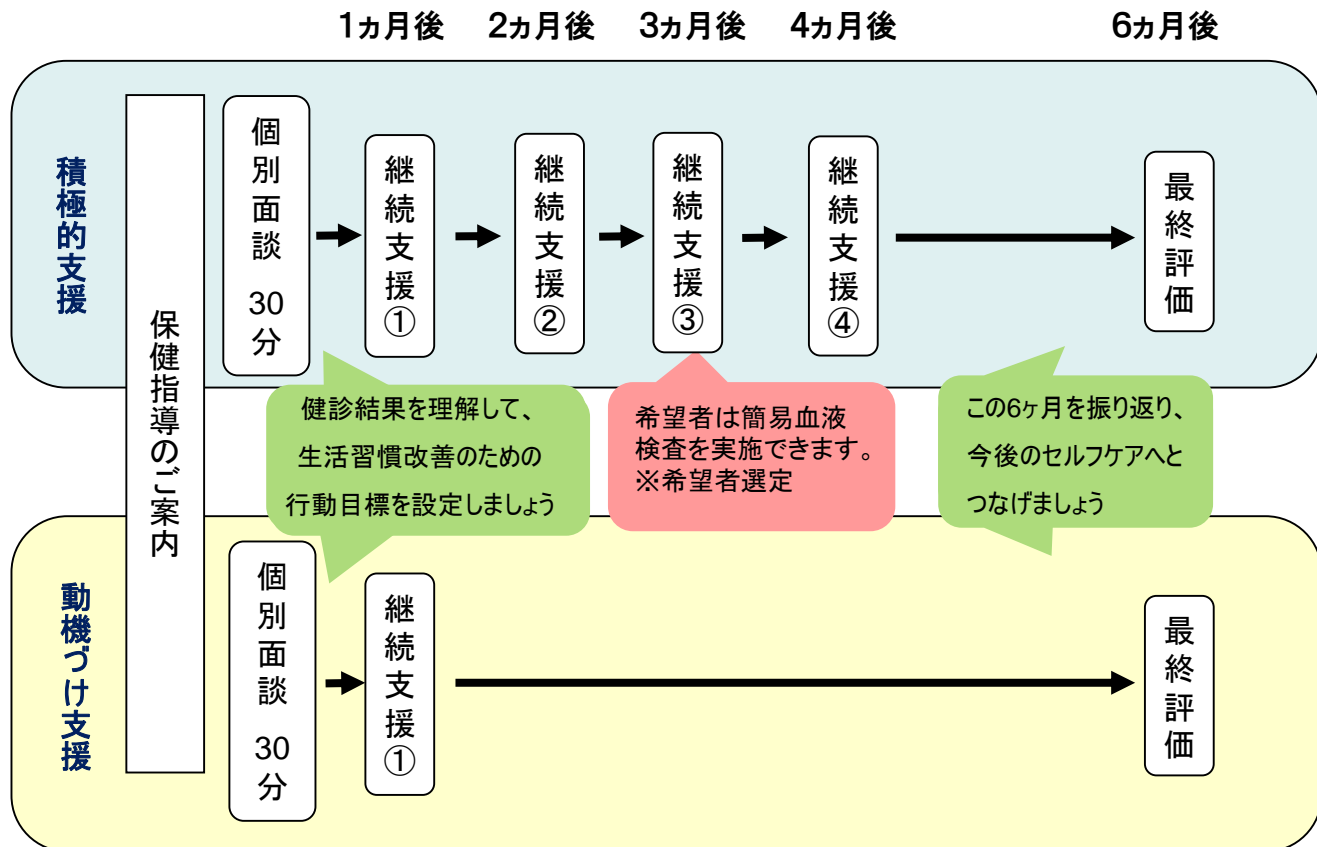 1ヵ月後 2ヵ月後 3ヵ月後 4ヵ月後 6ヵ月後
積極的支援
保健指導のご案内
個別面談 30分
継続支援①
継続支援②
継続支援③
継続支援④
最終評価
健診結果を理解して、
生活習慣改善のための
行動目標を設定しましょう
希望者は簡易血液
検査を実施できます。
※希望者選定
この6ヶ月を振り返り、
今後のセルフケアへと
つなげましょう
動機づけ支援
個別面談 30分
継続支援①
最終評価